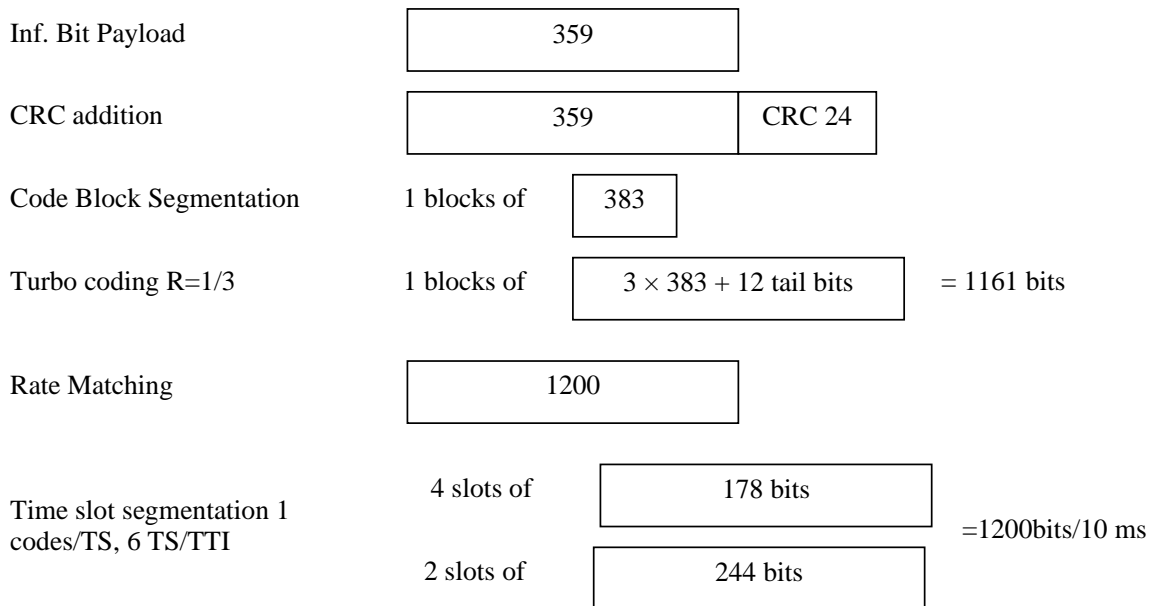 Inf. Bit Payload
359
CRC addition
359
CRC 24
Code Block Segmentation
1 blocks of
383
Turbo coding R=1/3
1 blocks of
3 × 383 + 12 tail bits
= 1161 bits
Rate Matching
1200
Time slot segmentation 1
codes/TS, 6 TS/TTI
4 slots of
178 bits
2 slots of
244 bits
=1200bits/10 ms